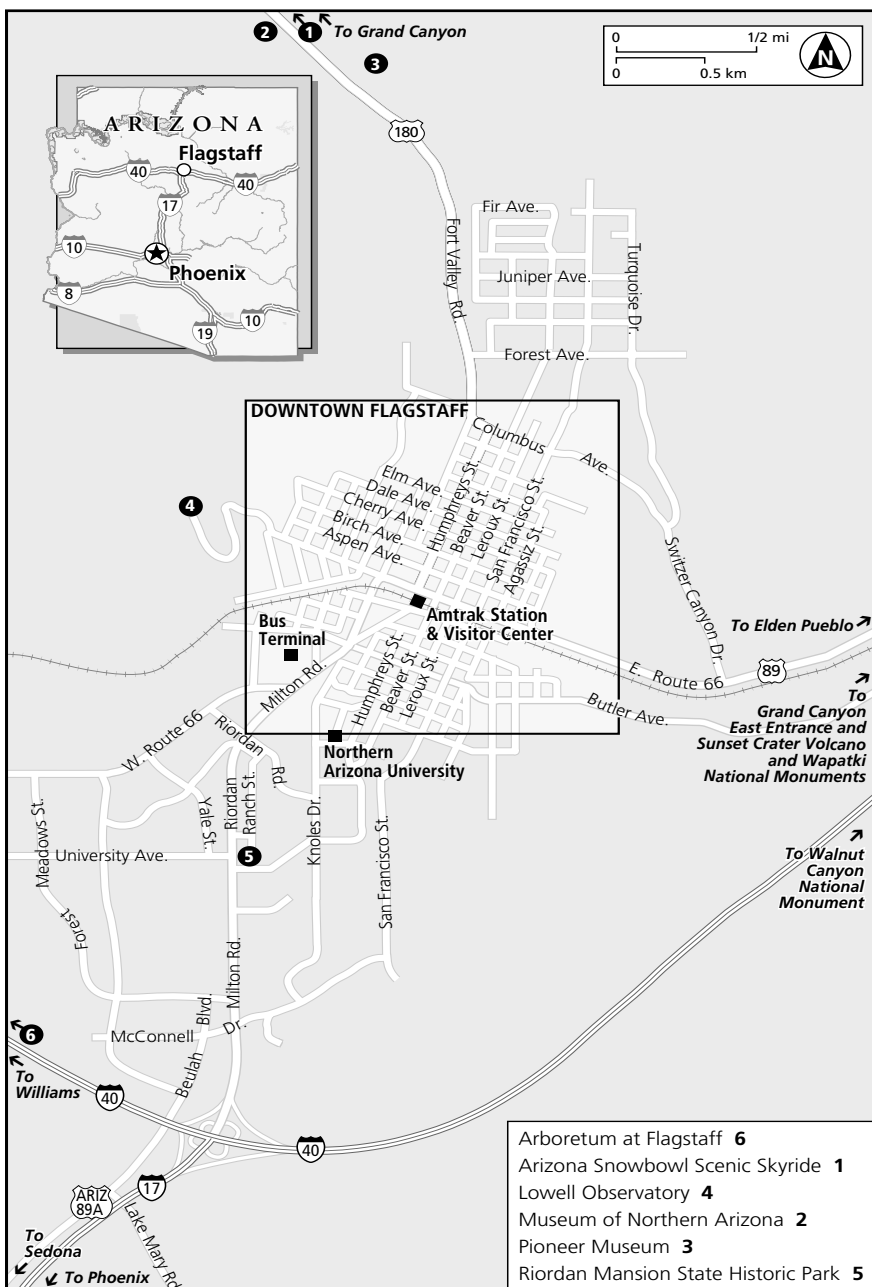 2
1
To Grand Canyon
3
0 1/2 mi
0 0.5 km
N
ARIZONA
Flagstaff
40
40
17
10
Phoenix
8
19
10
180
Fort Valley Rd.
Fir Ave.
Juniper Ave.
Turquoise Dr.
Forest Ave.
DOWNTOWN FLAGSTAFF
Columbus Ave.
4
Elm Ave.
Dale Ave.
Cherry Ave.
Birch Ave.
Aspen Ave.
Humphreys St.
Beaver St.
Leroux St.
San Francisco St.
Agassiz St.
Switzer Canyon Dr.
Amtrak Station
& Visitor Center
Bus
Terminal
To Elden Pueblo
89
E. Route 66
Milton Rd.
Humphreys St.
Beaver St.
Leroux St.
Butler Ave.
To
Grand Canyon
East Entrance and
Sunset Crater Volcano
and Wapatki
National Monuments
W. Route 66
Riordan Rd.
Northern
Arizona University
Meadows St.
Yale St.
Riordan
Ranch St.
Knoles Dr.
San Francisco St.
University Ave.
5
To Walnut
Canyon
National
Monument
Forest
Milton Rd.
McConnell Dr.
Beulah Blvd.
6
To
Williams
40
40
17
ARIZ
89A
Lake Mary Rd.
To
Sedona
To Phoenix
Arboretum at Flagstaff 6
Arizona Snowbowl Scenic Skyride 1
Lowell Observatory 4
Museum of Northern Arizona 2
Pioneer Museum 3
Riordan Mansion State Historic Park 5